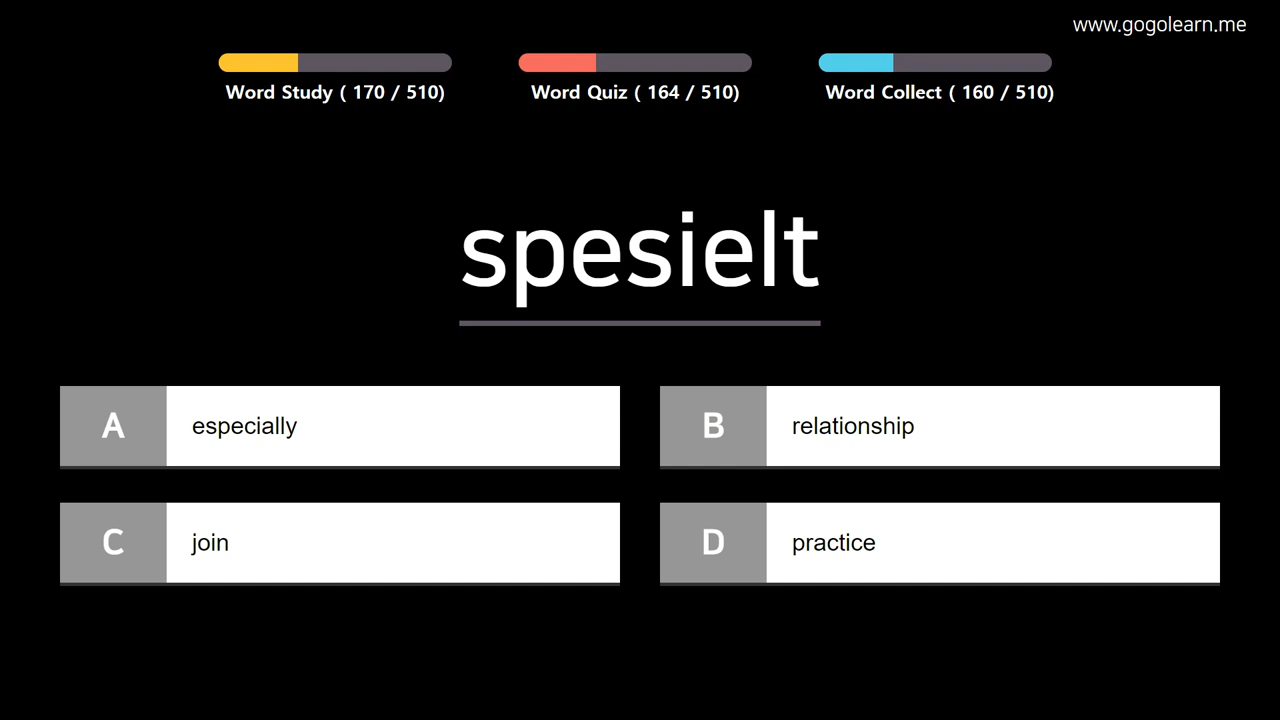 www.gogolearn.me
Word Study ( 170 / 510)
Word Quiz ( 164 / 510)
Word Collect ( 160 / 510)
spesielt
A especially
B relationship
C join
D practice